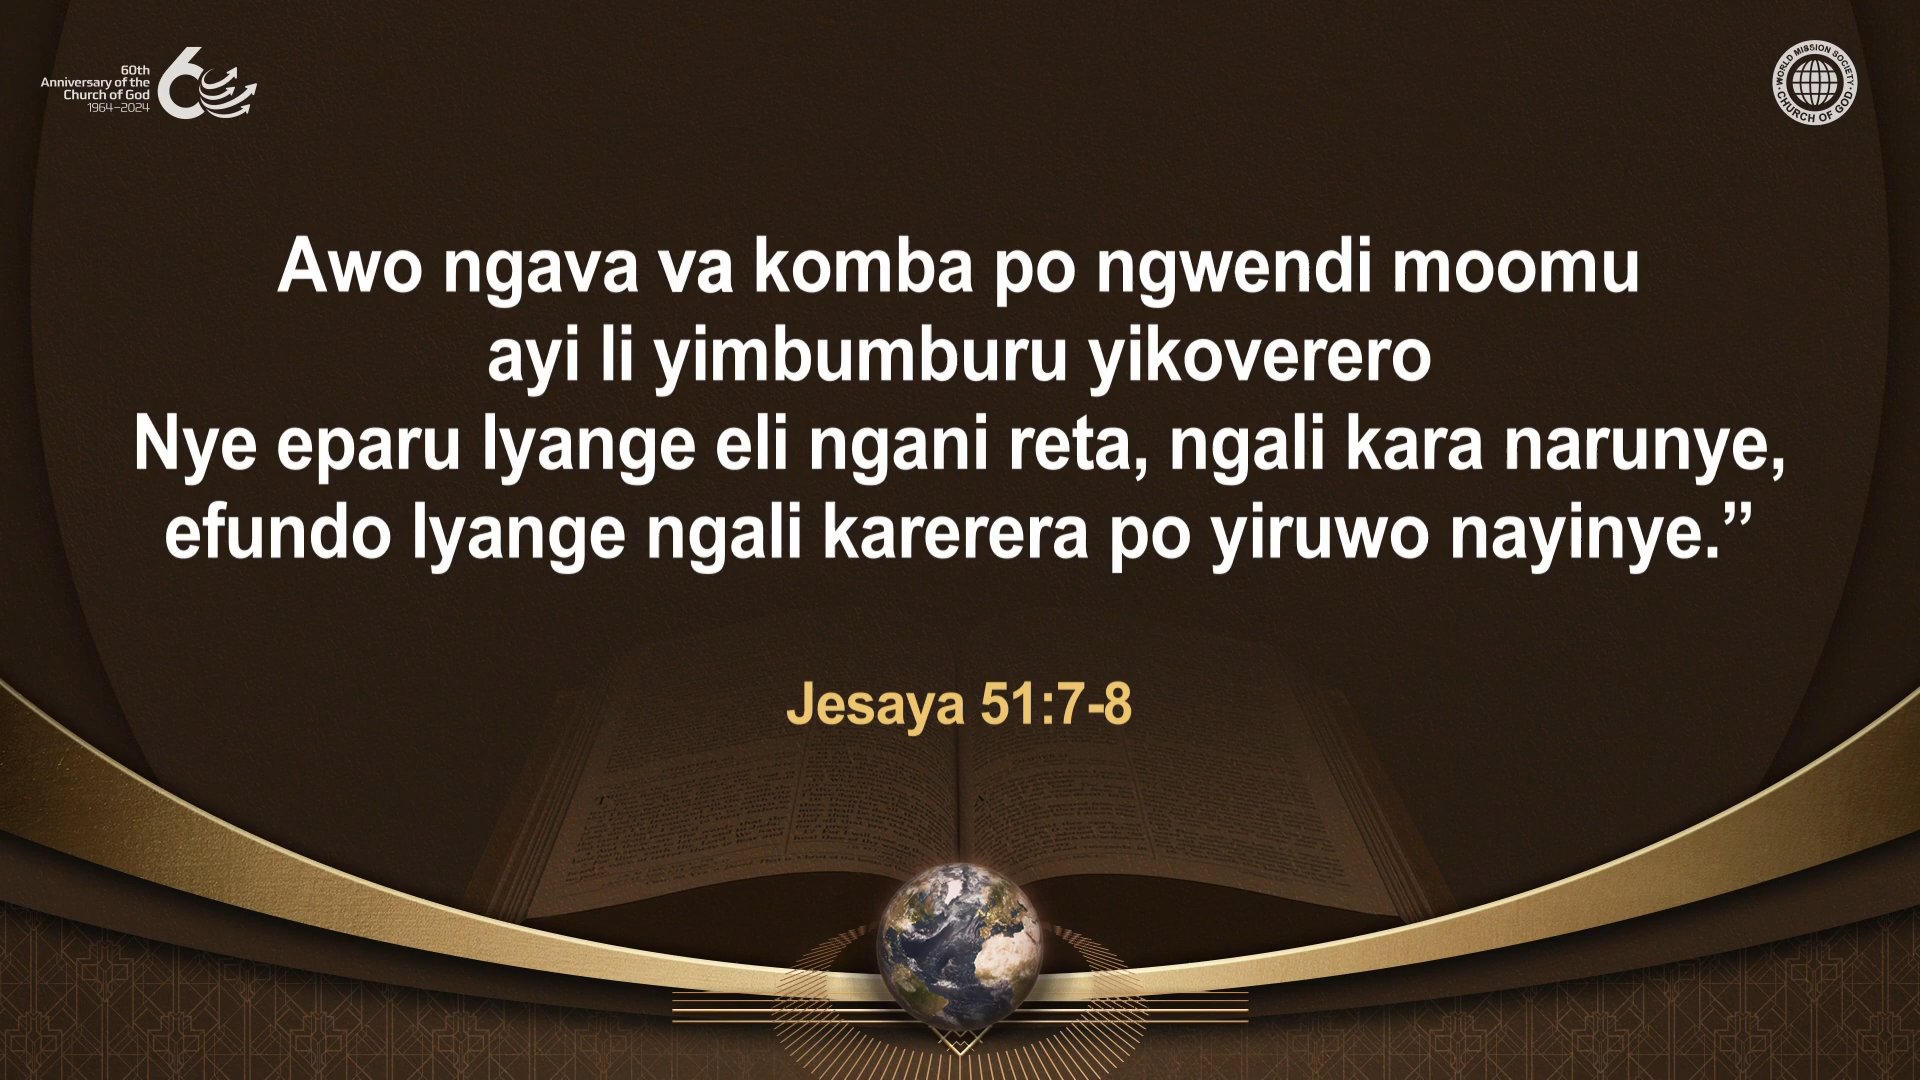 60th
Anniversary of the
Church of God
1964–2024
WORLD MISSION SOCIETY
CHURCH OF GOD
Awo ngava va komba po ngwendi moomu
ayi li yimbumburu yikoverero
Nye eparu lyange eli ngani reta, ngali kara narunye,
efundo lyange ngali karerera po yiruwo nayinye.”
Jesaya 51:7-8